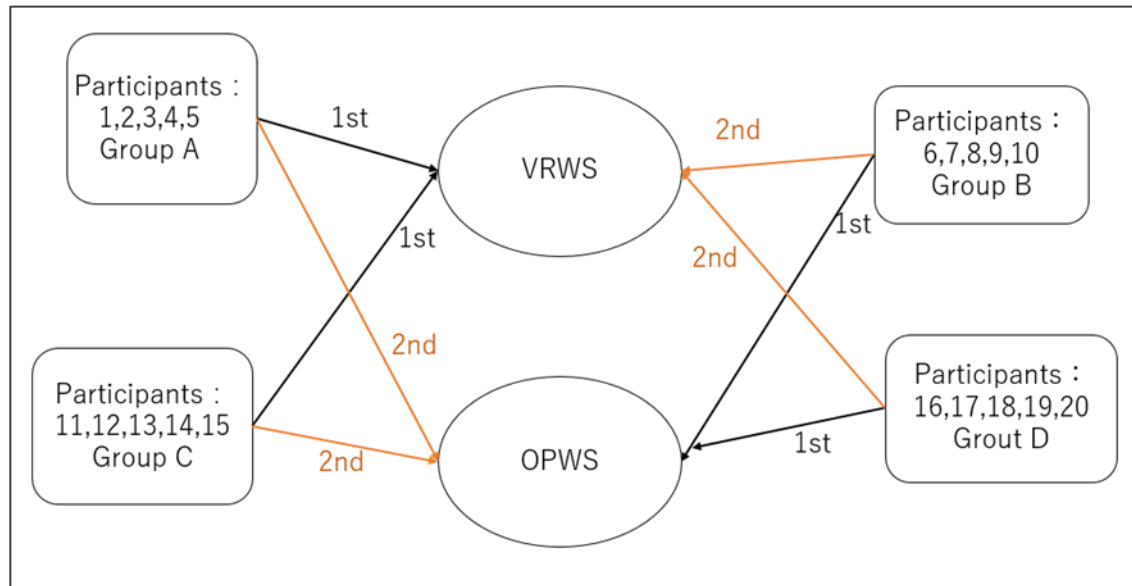 Participants :
1,2,3,4,5
Group A
1st
2nd
VRWS
2nd
Participants：
6,7,8,9,10
Group B
1st
1st
2nd
Participants :
11,12,13,14,15
Group C
2nd
OPWS
1st
Participants：
16,17,18,19,20
Grout D